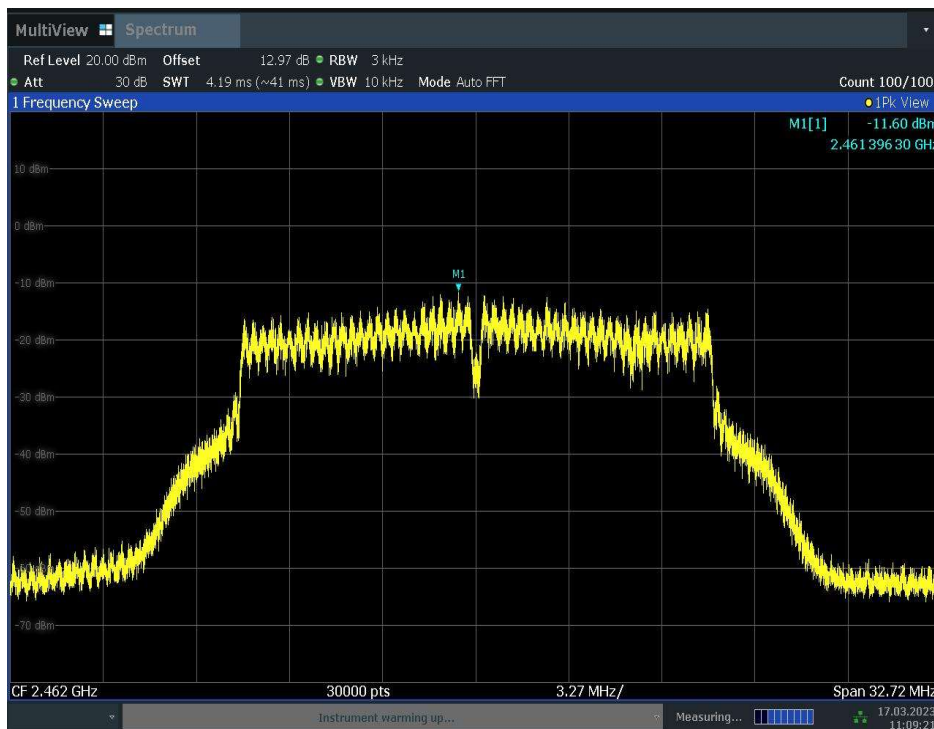 MultiView Spectrum
Ref Level 20.00 dBm Offset 12.97 dB RBW 3 kHz
Att 30 dB SWT 4.19 ms (~41 ms) VBW 10 kHz Mode Auto FFT Count 100/100
1 Frequency Sweep 1Pk View
M1[1] -11.60 dBm
2.461 396 30 GHz
10 dBm
0 dBm
M1
-10 dBm
-20 dBm
-30 dBm
-40 dBm
-50 dBm
-70 dBm
CF 2.462 GHz 30000 pts 3.27 MHz/ Span 32.72 MHz
Instrument warming up... Measuring... 17.03.2023
11:09:21